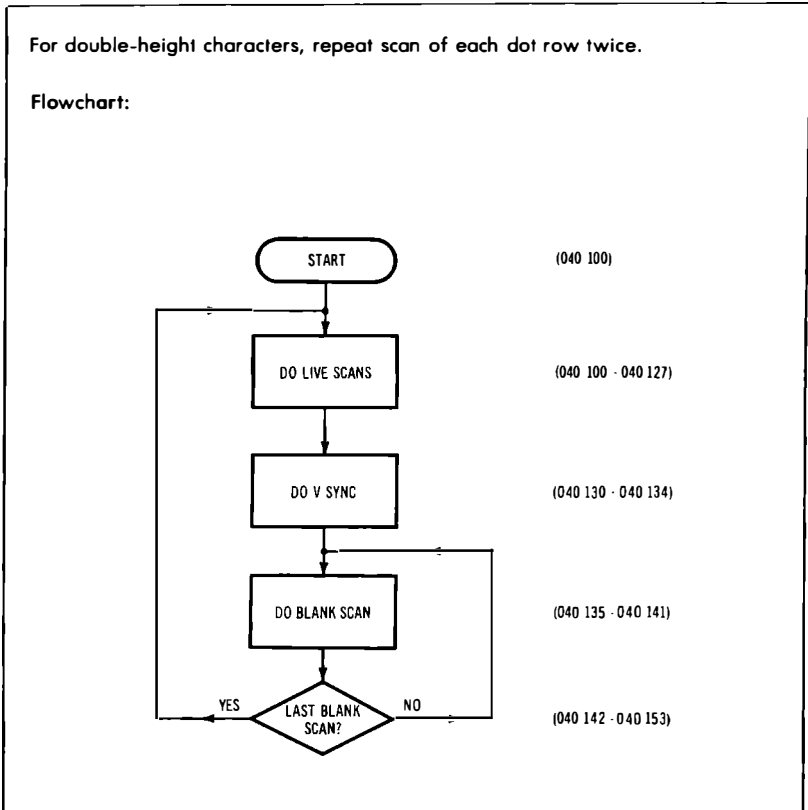 For double-height characters, repeat scan of each dot row twice.
Flowchart:
START (040 100)
DO LIVE SCANS (040 100 - 040 127)
DO V SYNC (040 130 - 040 134)
DO BLANK SCAN (040 135 - 040 141)
YES LAST BLANK NO
SCAN? (040 142 - 040 153)